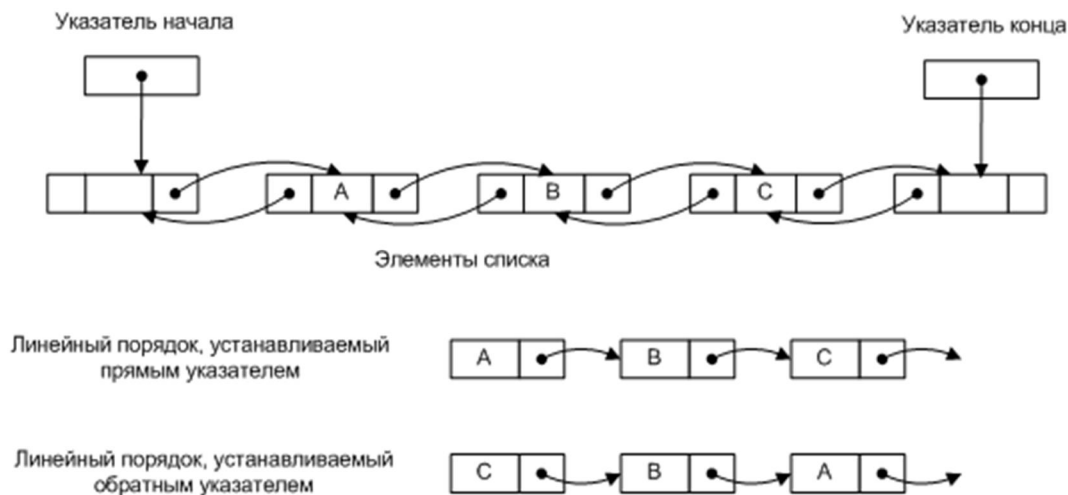 Указатель начала
Указатель конца
A
B
C
Элементы списка
Линейный порядок, устанавливаемый
прямым указателем
A
B
C
Линейный порядок, устанавливаемый
обратным указателем
C
B
A